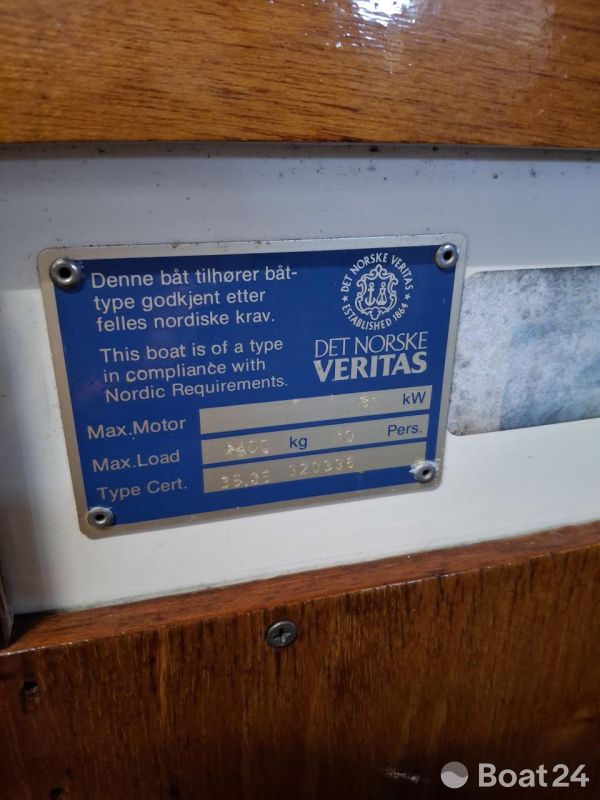 Denne båt tilhører båt-
type godkjent etter
felles nordiske krav.
This boat is of a type
in compliance with
Nordic Requirements.
DET NORSKE VERITAS
ESTABLISHED 1864
DET NORSKE
VERITAS
Max.Motor kW
Max.Load kg 10 Pers.
Type Cert.
Boat24